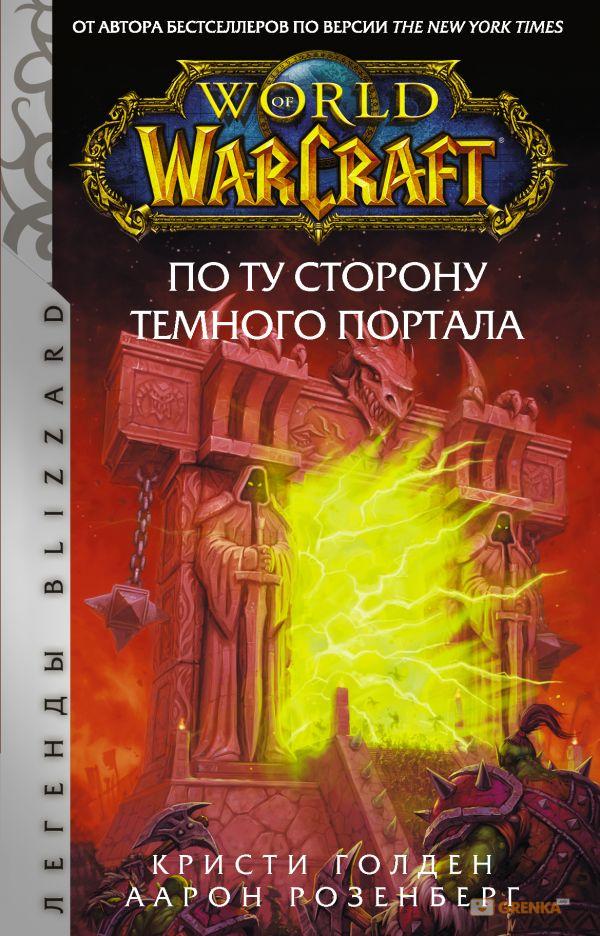 ОТ АВТОРА БЕСТСЕЛЛЕРОВ ПО ВЕРСИИ THE NEW YORK TIMES
WORLD
OF
WARCRAFT®
ПО ТУ СТОРОНУ
ТЕМНОГО ПОРТАЛА
ЛЕГЕНДЫ BLIZZARD
КРИСТИ ГОЛДЕН
ААРОН РОЗЕНБЕРГ
GRENKA